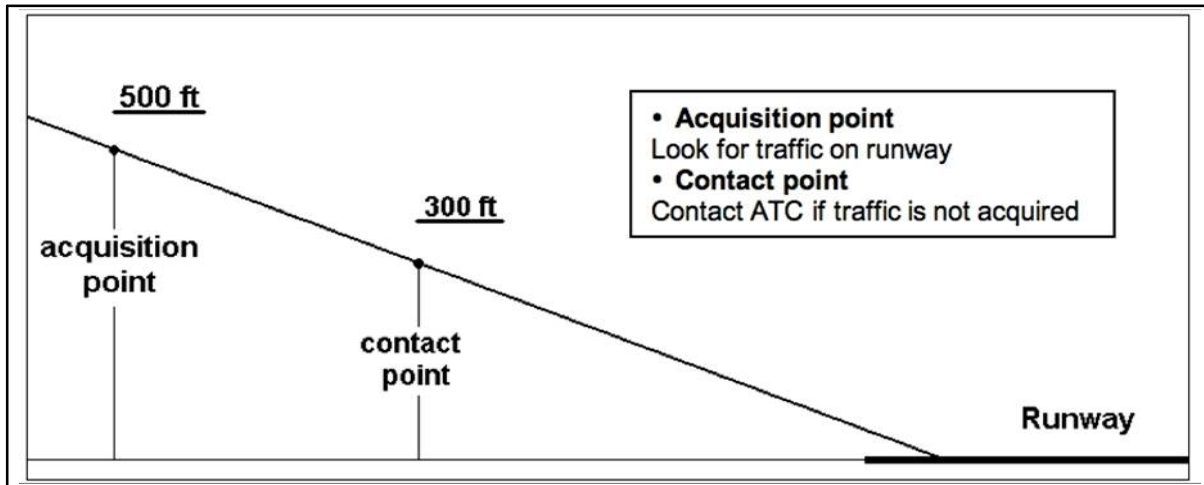 500 ft
acquisition
point
300 ft
contact
point
• Acquisition point
Look for traffic on runway
• Contact point
Contact ATC if traffic is not acquired
Runway